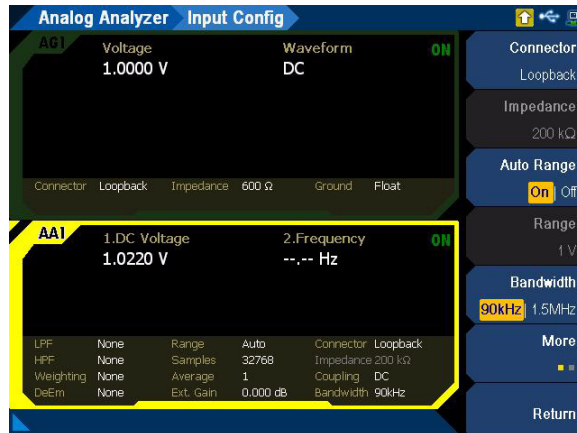 Analog Analyzer Input Config
AG1 Voltage Waveform ON
1.0000 V DC
Connector Loopback Impedance 600 Ω Ground Float
AA1 1.DC Voltage 2.Frequency ON
1.0220 V --.-- Hz
LPF None Range Auto Connector Loopback
HPF None Samples 32768 Impedance 200 kΩ
Weighting None Average 1 Coupling DC
DeEm None Ext. Gain 0.000 dB Bandwidth 90kHz
Connector
Loopback
Impedance
200 kΩ
Auto Range
On | Off
Range
1 V
Bandwidth
90kHz | 1.5MHz
More
Return